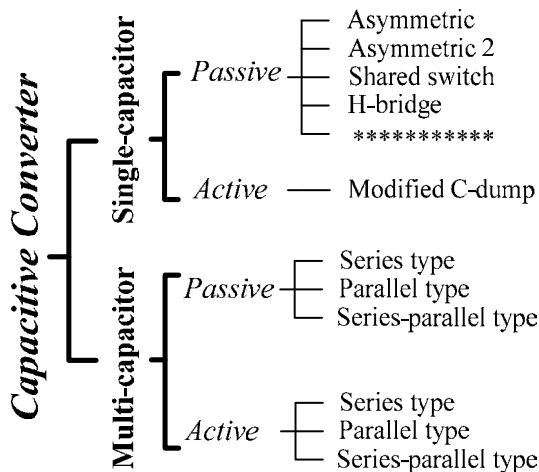 Capacitive Converter
Single-capacitor
Passive
Asymmetric
Asymmetric 2
Shared switch
H-bridge
***********
Active
Modified C-dump
Multi-capacitor
Passive
Series type
Parallel type
Series-parallel type
Active
Series type
Parallel type
Series-parallel type